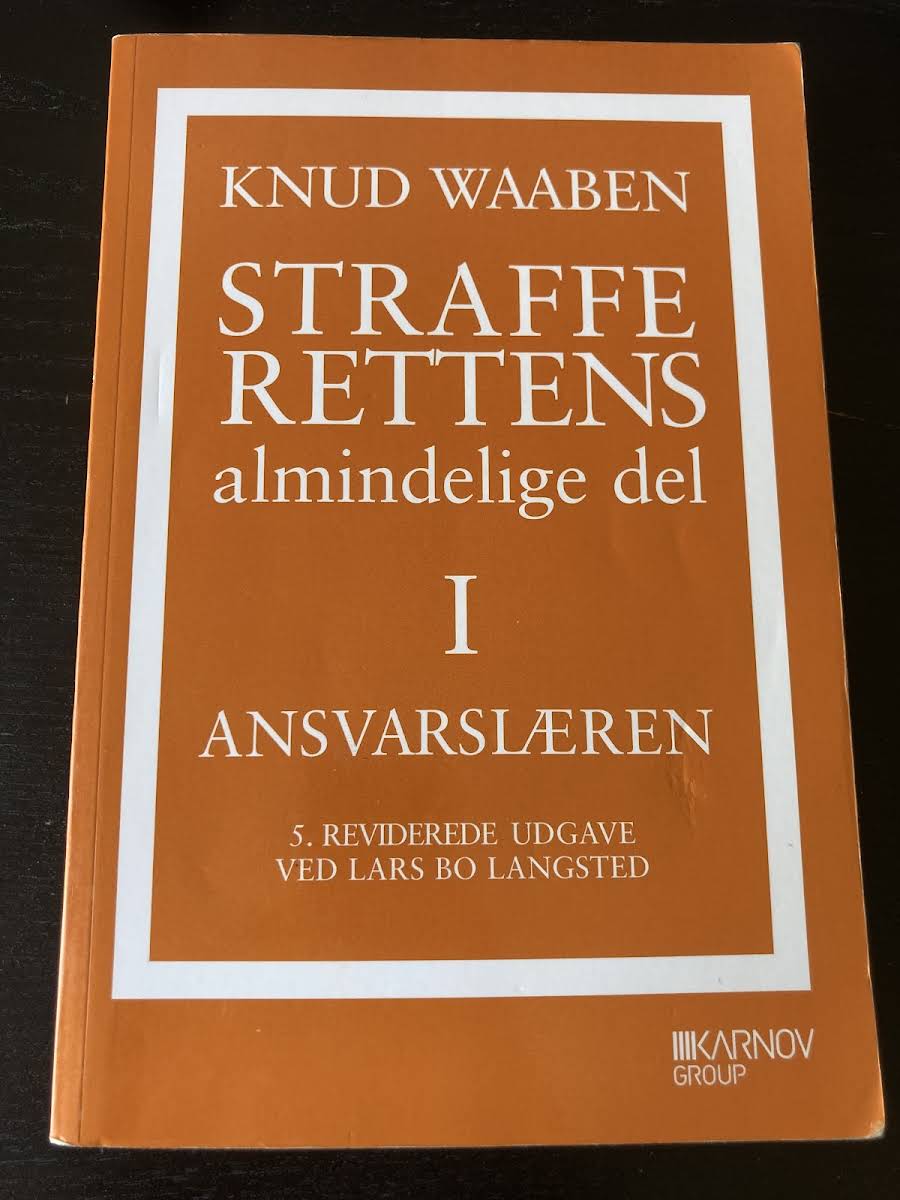 KNUD WAABEN
STRAFFE
RETTENS
almindelige del
I
ANSVARSLÆREN
5. REVIDEREDE UDGAVE
VED LARS BO LANGSTED
KARNOV
GROUP